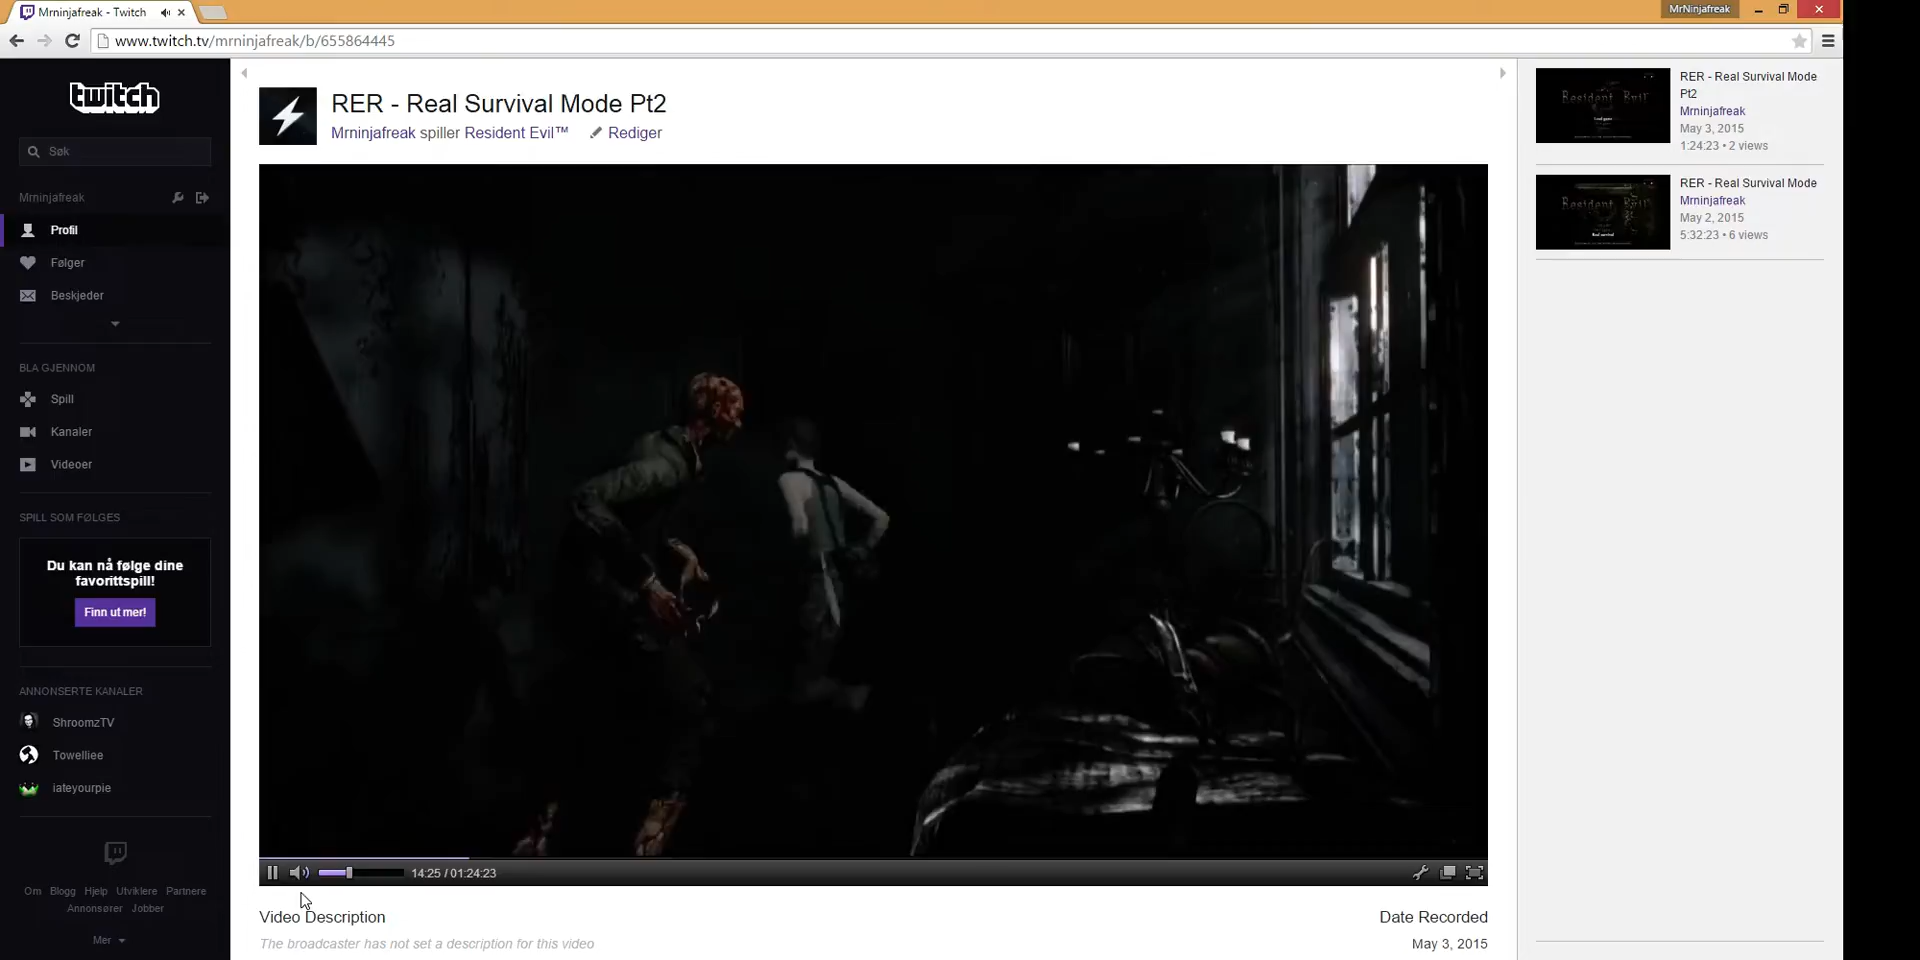 Mrninjafreak - Twitch
MrNinjafreak
www.twitch.tv/mrninjafreak/b/655864445
twitch
Søk
Mrninjafreak
Profil
Følger
Beskjeder
BLA GJENNOM
Spill
Kanaler
Videoer
SPILL SOM FØLGES
Du kan nå følge dine
favorittspill!
Finn ut mer!
ANNONSERTE KANALER
ShroomzTV
Towelliee
iateyourpie
Om Blogg Hjelp Utviklere Partnere
Annonsører Jobber
Mer
RER - Real Survival Mode Pt2
Mrninjafreak spiller Resident Evil™ Rediger
14:25 / 01:24:23
Video Description
The broadcaster has not set a description for this video
Date Recorded
May 3, 2015
Resident Evil
RER - Real Survival Mode
Pt2
Mrninjafreak
May 3, 2015
1:24:23 • 2 views
Resident Evil
RER - Real Survival Mode
Mrninjafreak
May 2, 2015
5:32:23 • 6 views